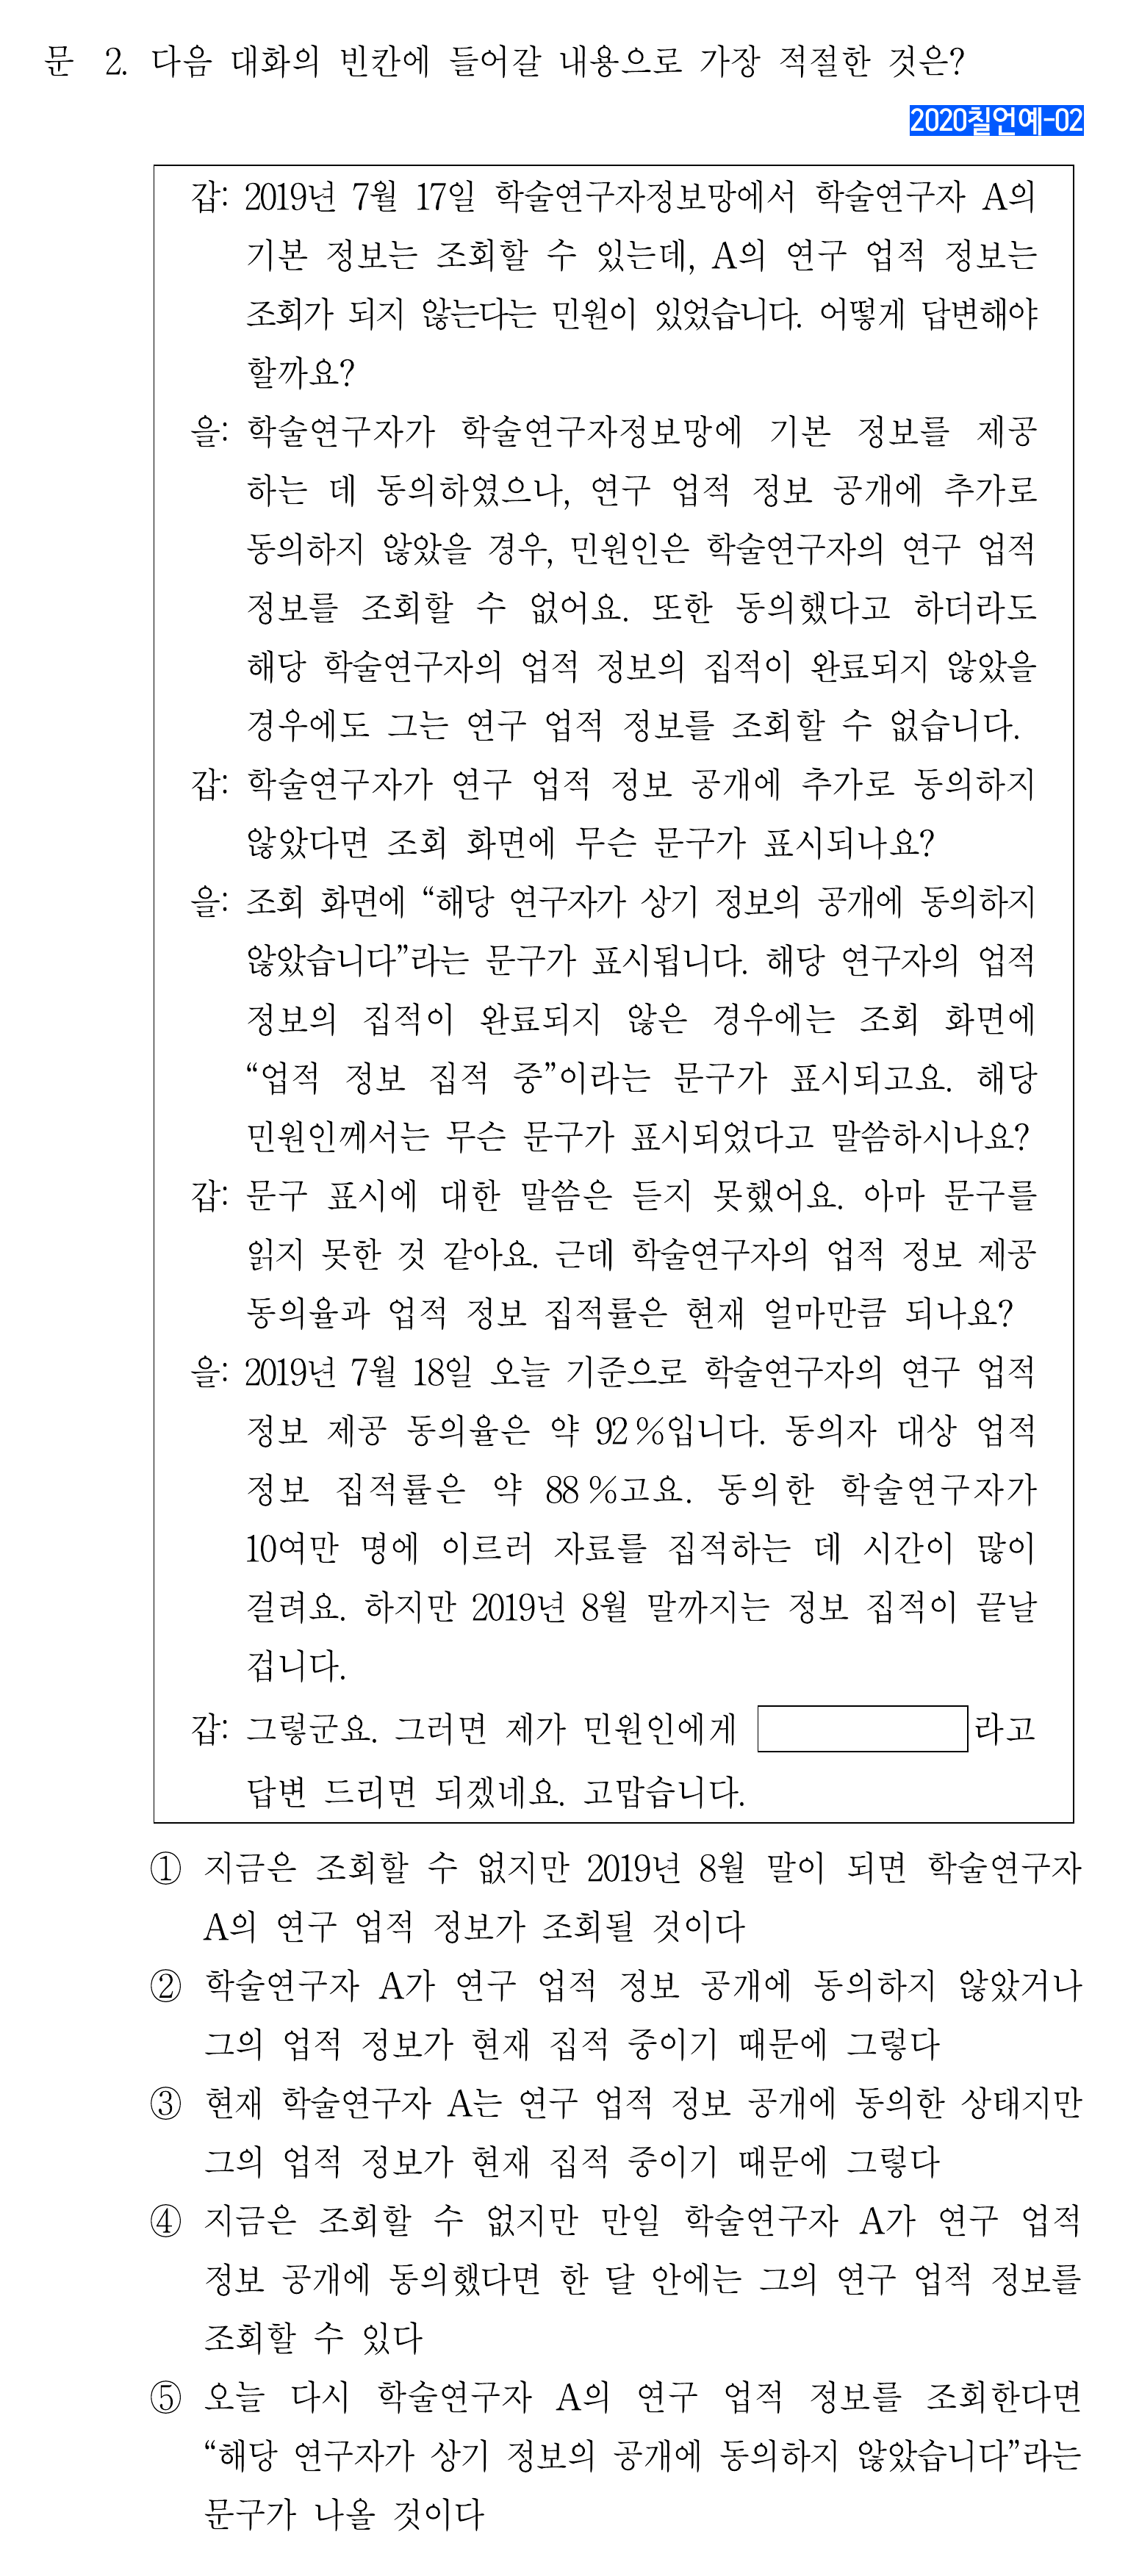 문 2. 다음 대화의 빈칸에 들어갈 내용으로 가장 적절한 것은?
2020칠언예-02
갑: 2019년 7월 17일 학술연구자정보망에서 학술연구자 A의
기본 정보는 조회할 수 있는데, A의 연구 업적 정보는
조회가 되지 않는다는 민원이 있었습니다. 어떻게 답변해야
할까요?
을: 학술연구자가 학술연구자정보망에 기본 정보를 제공
하는 데 동의하였으나, 연구 업적 정보 공개에 추가로
동의하지 않았을 경우, 민원인은 학술연구자의 연구 업적
정보를 조회할 수 없어요. 또한 동의했다고 하더라도
해당 학술연구자의 업적 정보의 집적이 완료되지 않았을
경우에도 그는 연구 업적 정보를 조회할 수 없습니다.
갑: 학술연구자가 연구 업적 정보 공개에 추가로 동의하지
않았다면 조회 화면에 무슨 문구가 표시되나요?
을: 조회 화면에 “해당 연구자가 상기 정보의 공개에 동의하지
않았습니다”라는 문구가 표시됩니다. 해당 연구자의 업적
정보의 집적이 완료되지 않은 경우에는 조회 화면에
“업적 정보 집적 중”이라는 문구가 표시되고요. 해당
민원인께서는 무슨 문구가 표시되었다고 말씀하시나요?
갑: 문구 표시에 대한 말씀은 듣지 못했어요. 아마 문구를
읽지 못한 것 같아요. 근데 학술연구자의 업적 정보 제공
동의율과 업적 정보 집적률은 현재 얼마만큼 되나요?
을: 2019년 7월 18일 오늘 기준으로 학술연구자의 연구 업적
정보 제공 동의율은 약 92 %입니다. 동의자 대상 업적
정보 집적률은 약 88 %고요. 동의한 학술연구자가
10여만 명에 이르러 자료를 집적하는 데 시간이 많이
걸려요. 하지만 2019년 8월 말까지는 정보 집적이 끝날
겁니다.
갑: 그렇군요. 그러면 제가 민원인에게 라고
답변 드리면 되겠네요. 고맙습니다.
① 지금은 조회할 수 없지만 2019년 8월 말이 되면 학술연구자
A의 연구 업적 정보가 조회될 것이다
② 학술연구자 A가 연구 업적 정보 공개에 동의하지 않았거나
그의 업적 정보가 현재 집적 중이기 때문에 그렇다
③ 현재 학술연구자 A는 연구 업적 정보 공개에 동의한 상태지만
그의 업적 정보가 현재 집적 중이기 때문에 그렇다
④ 지금은 조회할 수 없지만 만일 학술연구자 A가 연구 업적
정보 공개에 동의했다면 한 달 안에는 그의 연구 업적 정보를
조회할 수 있다
⑤ 오늘 다시 학술연구자 A의 연구 업적 정보를 조회한다면
“해당 연구자가 상기 정보의 공개에 동의하지 않았습니다”라는
문구가 나올 것이다